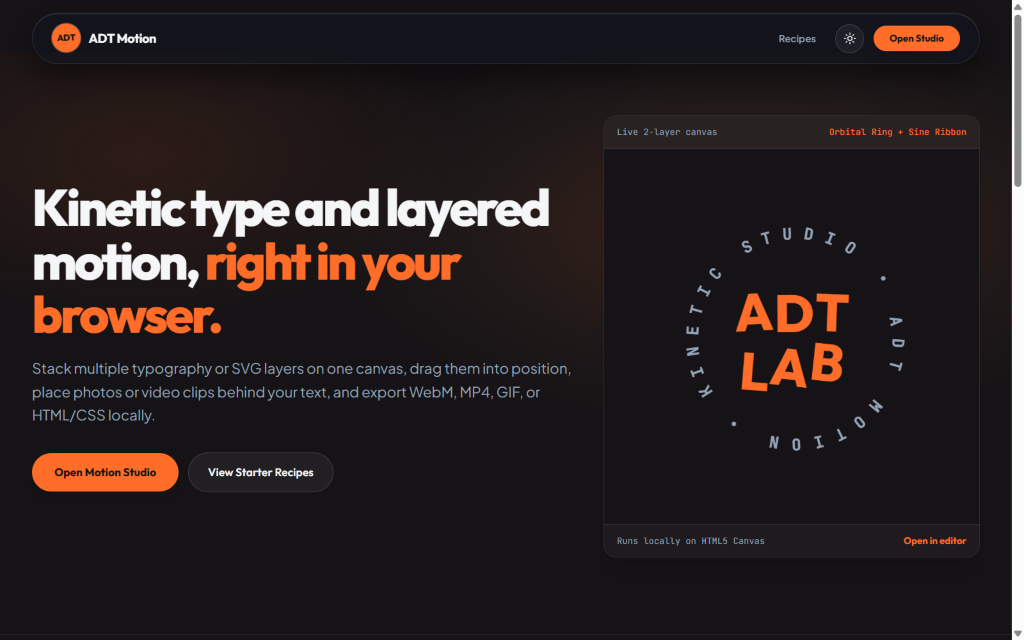 ADT
ADT Motion
Recipes
Open Studio
Kinetic type and layered
motion, right in your
browser.
Stack multiple typography or SVG layers on one canvas, drag them into position,
place photos or video clips behind your text, and export WebM, MP4, GIF, or
HTML/CSS locally.
Open Motion Studio
View Starter Recipes
Live 2-layer canvas
Orbital Ring + Sine Ribbon
KINETIC STUDIO • ADT MOTION •
ADT
LAB
Runs locally on HTML5 Canvas
Open in editor